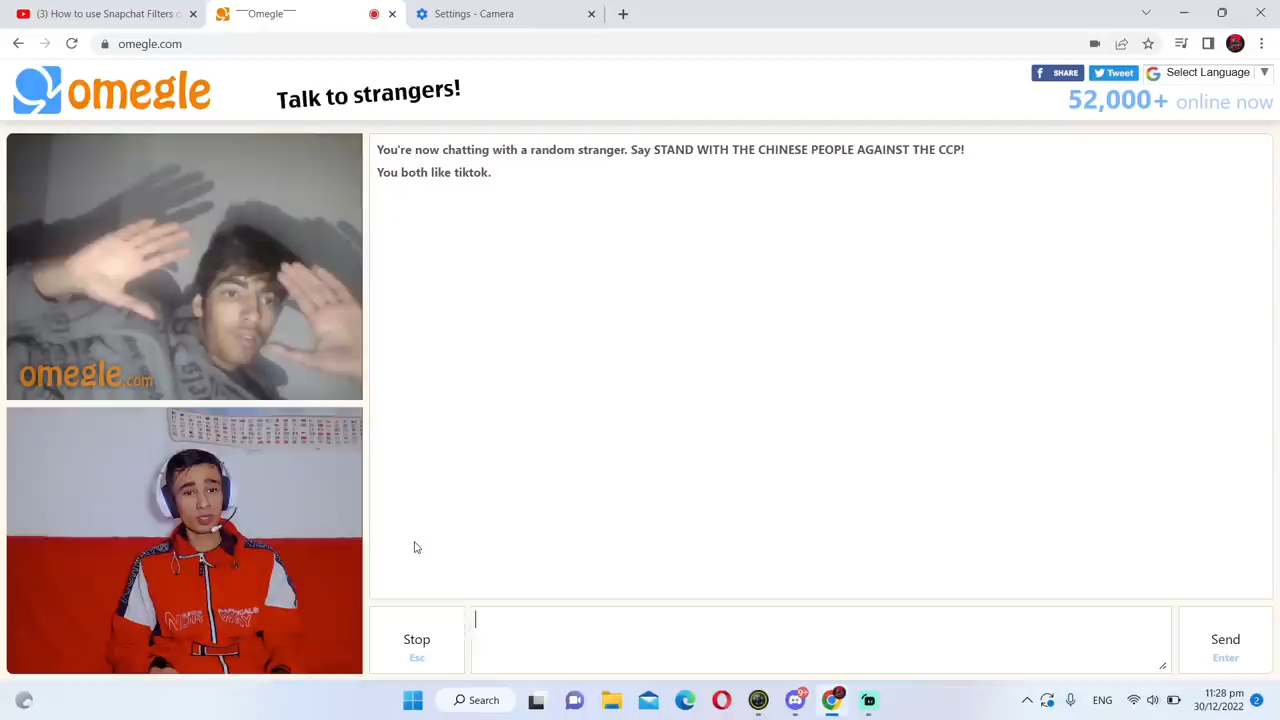 (3) How to use Snapchat Filters
Omegle
Settings - Camera
omegle.com
omegle
Talk to strangers!
SHARE
Tweet
Select Language
52,000+ online now
You're now chatting with a random stranger. Say STAND WITH THE CHINESE PEOPLE AGAINST THE CCP!
You both like tiktok.
omegle.com
WAY
Stop
Esc
Send
Enter
Search
9+
ENG
11:28 pm
30/12/2022
2